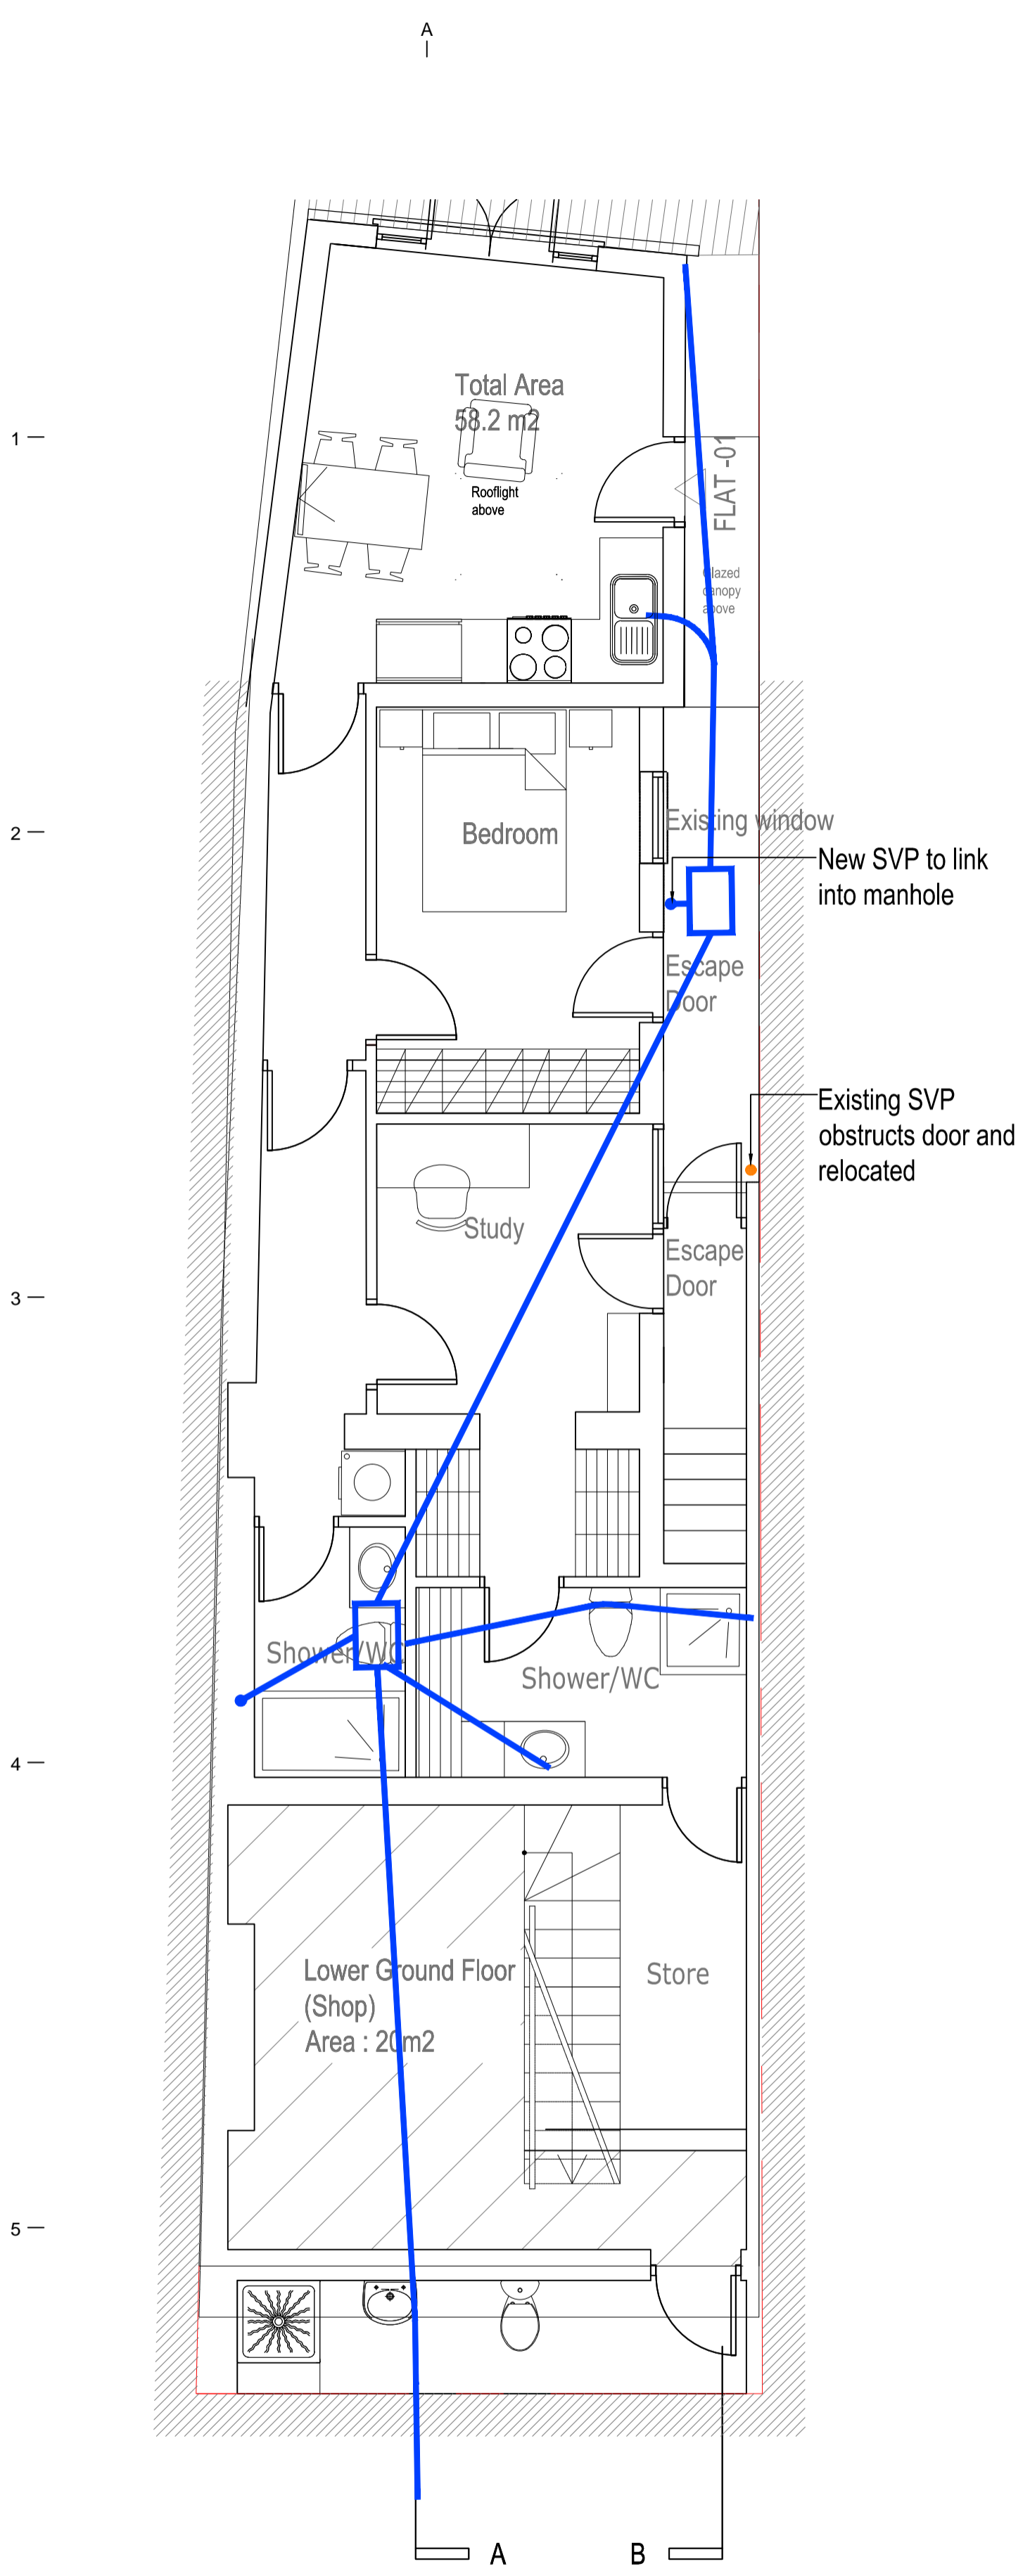 A
Total Area
58.2 m2
1
Rooflight
above
FLAT -01
Glazed
canopy
above
2
Bedroom
Existing window
New SVP to link
into manhole
Escape
Door
Existing SVP
obstructs door and
relocated
Study
Escape
Door
3
Shower/WC
Shower/WC
4
Lower Ground Floor
(Shop)
Area : 20m2
Store
5
A
B